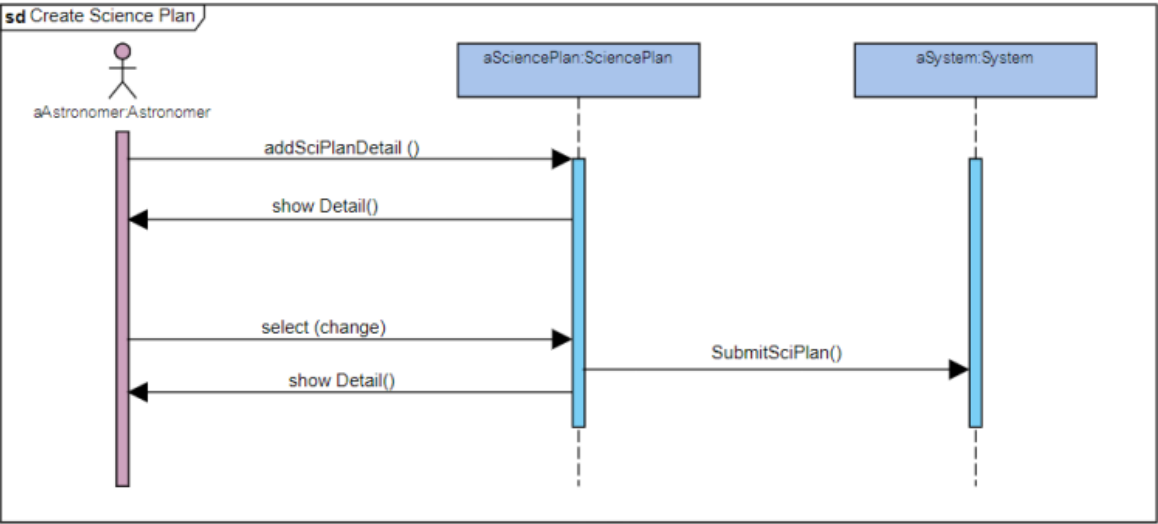 sd Create Science Plan
aAstronomer:Astronomer
aSciencePlan:SciencePlan
aSystem:System
addSciPlanDetail ()
show Detail()
select (change)
SubmitSciPlan()
show Detail()